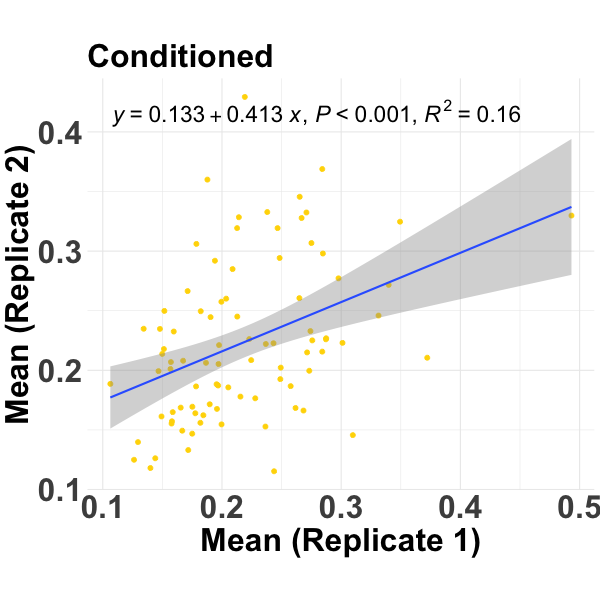 Conditioned
y = 0.133 + 0.413 x, P < 0.001, R² = 0.16
Mean (Replicate 2)
0.4
0.3
0.2
0.1
0.1 0.2 0.3 0.4 0.5
Mean (Replicate 1)